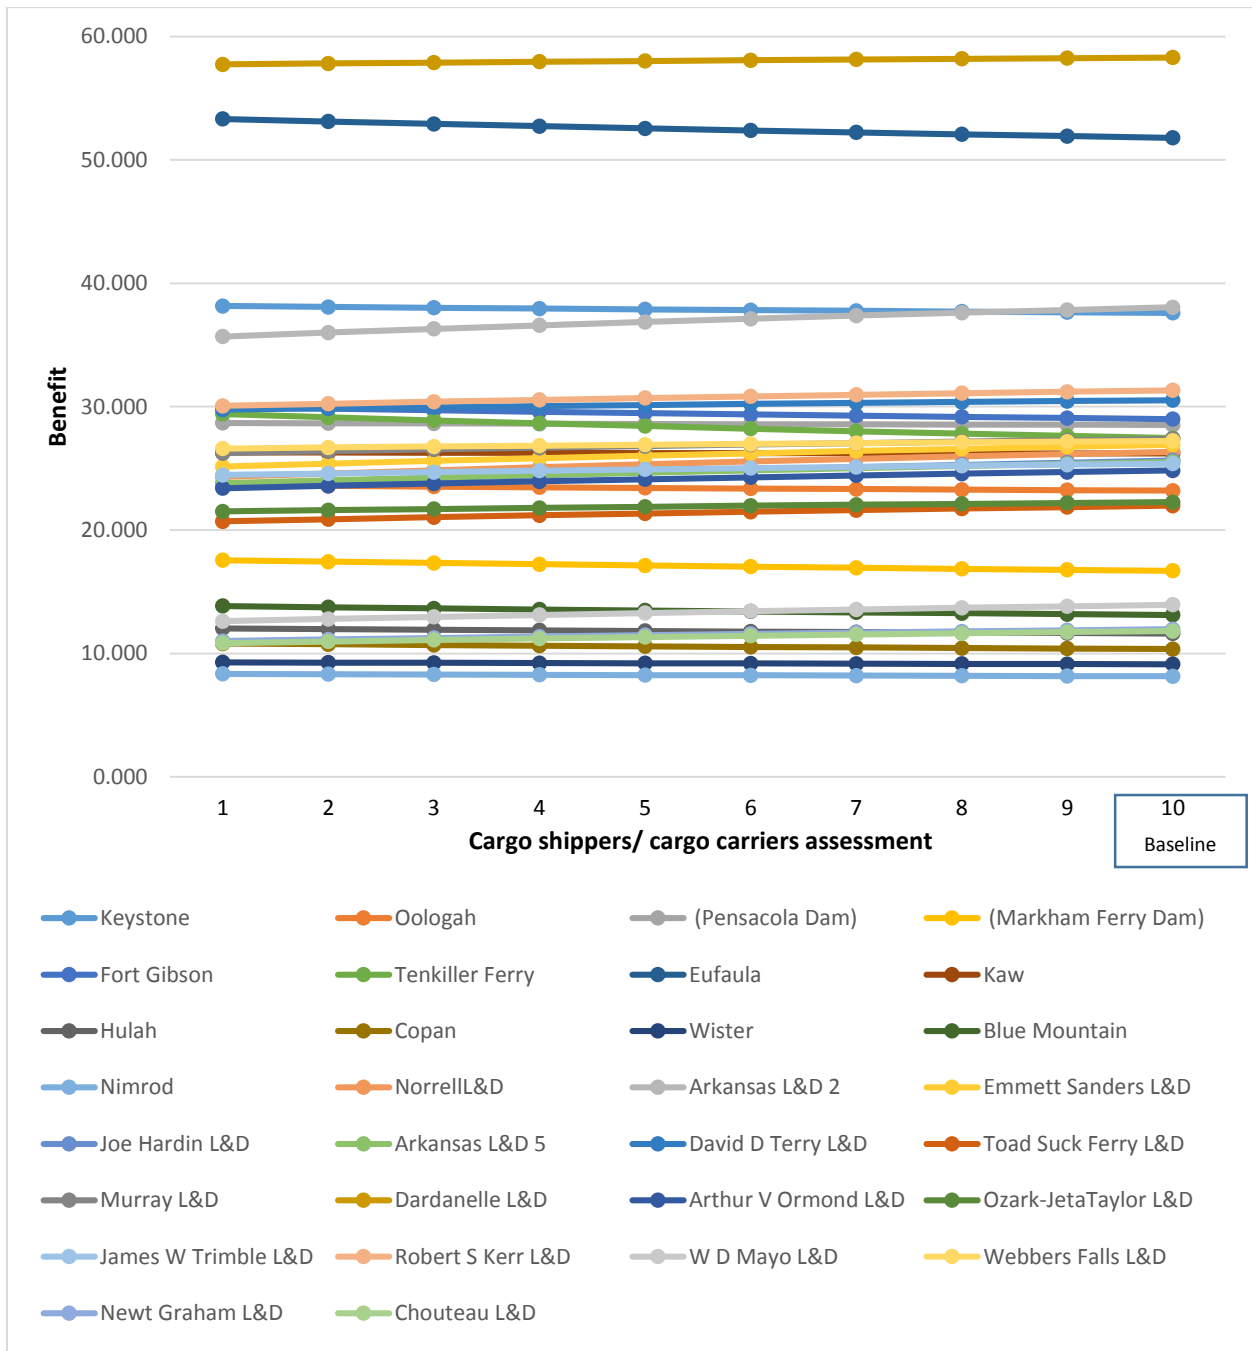 60.000
50.000
40.000
30.000
20.000
10.000
0.000
Benefit
1 2 3 4 5 6 7 8 9 10
Cargo shippers/ cargo carriers assessment
Baseline
Keystone Oologah (Pensacola Dam) (Markham Ferry Dam)
Fort Gibson Tenkiller Ferry Eufaula Kaw
Hulah Copan Wister Blue Mountain
Nimrod NorrellL&D Arkansas L&D 2 Emmett Sanders L&D
Joe Hardin L&D Arkansas L&D 5 David D Terry L&D Toad Suck Ferry L&D
Murray L&D Dardanelle L&D Arthur V Ormond L&D Ozark-JetaTaylor L&D
James W Trimble L&D Robert S Kerr L&D W D Mayo L&D Webbers Falls L&D
Newt Graham L&D Chouteau L&D